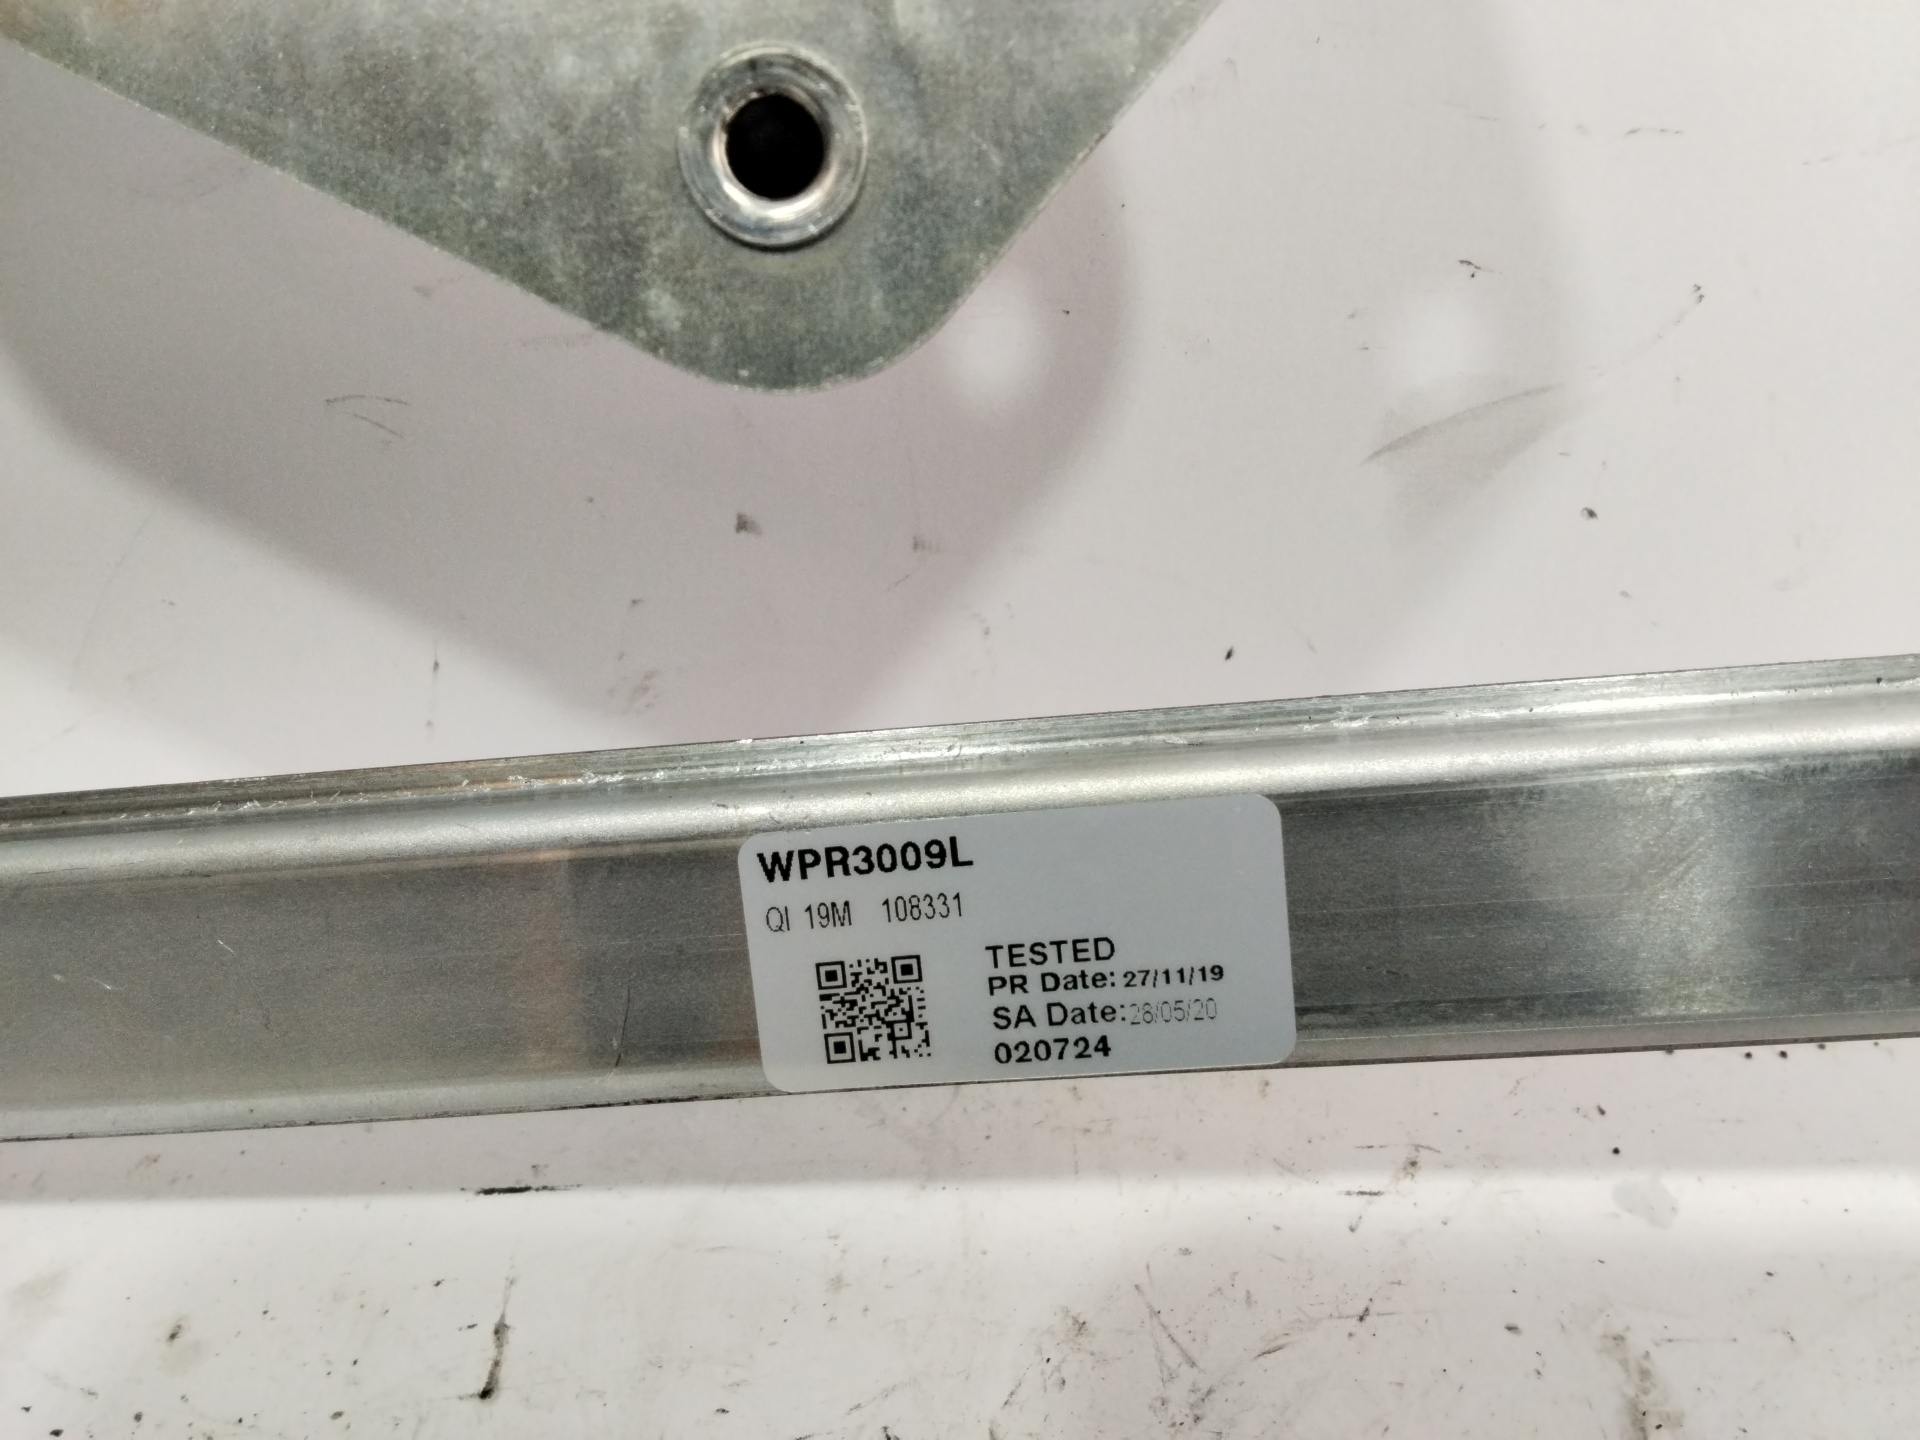 WPR3009L
QI 19M 108331
TESTED
PR Date: 27/11/19
SA Date: 28/05/20
020724